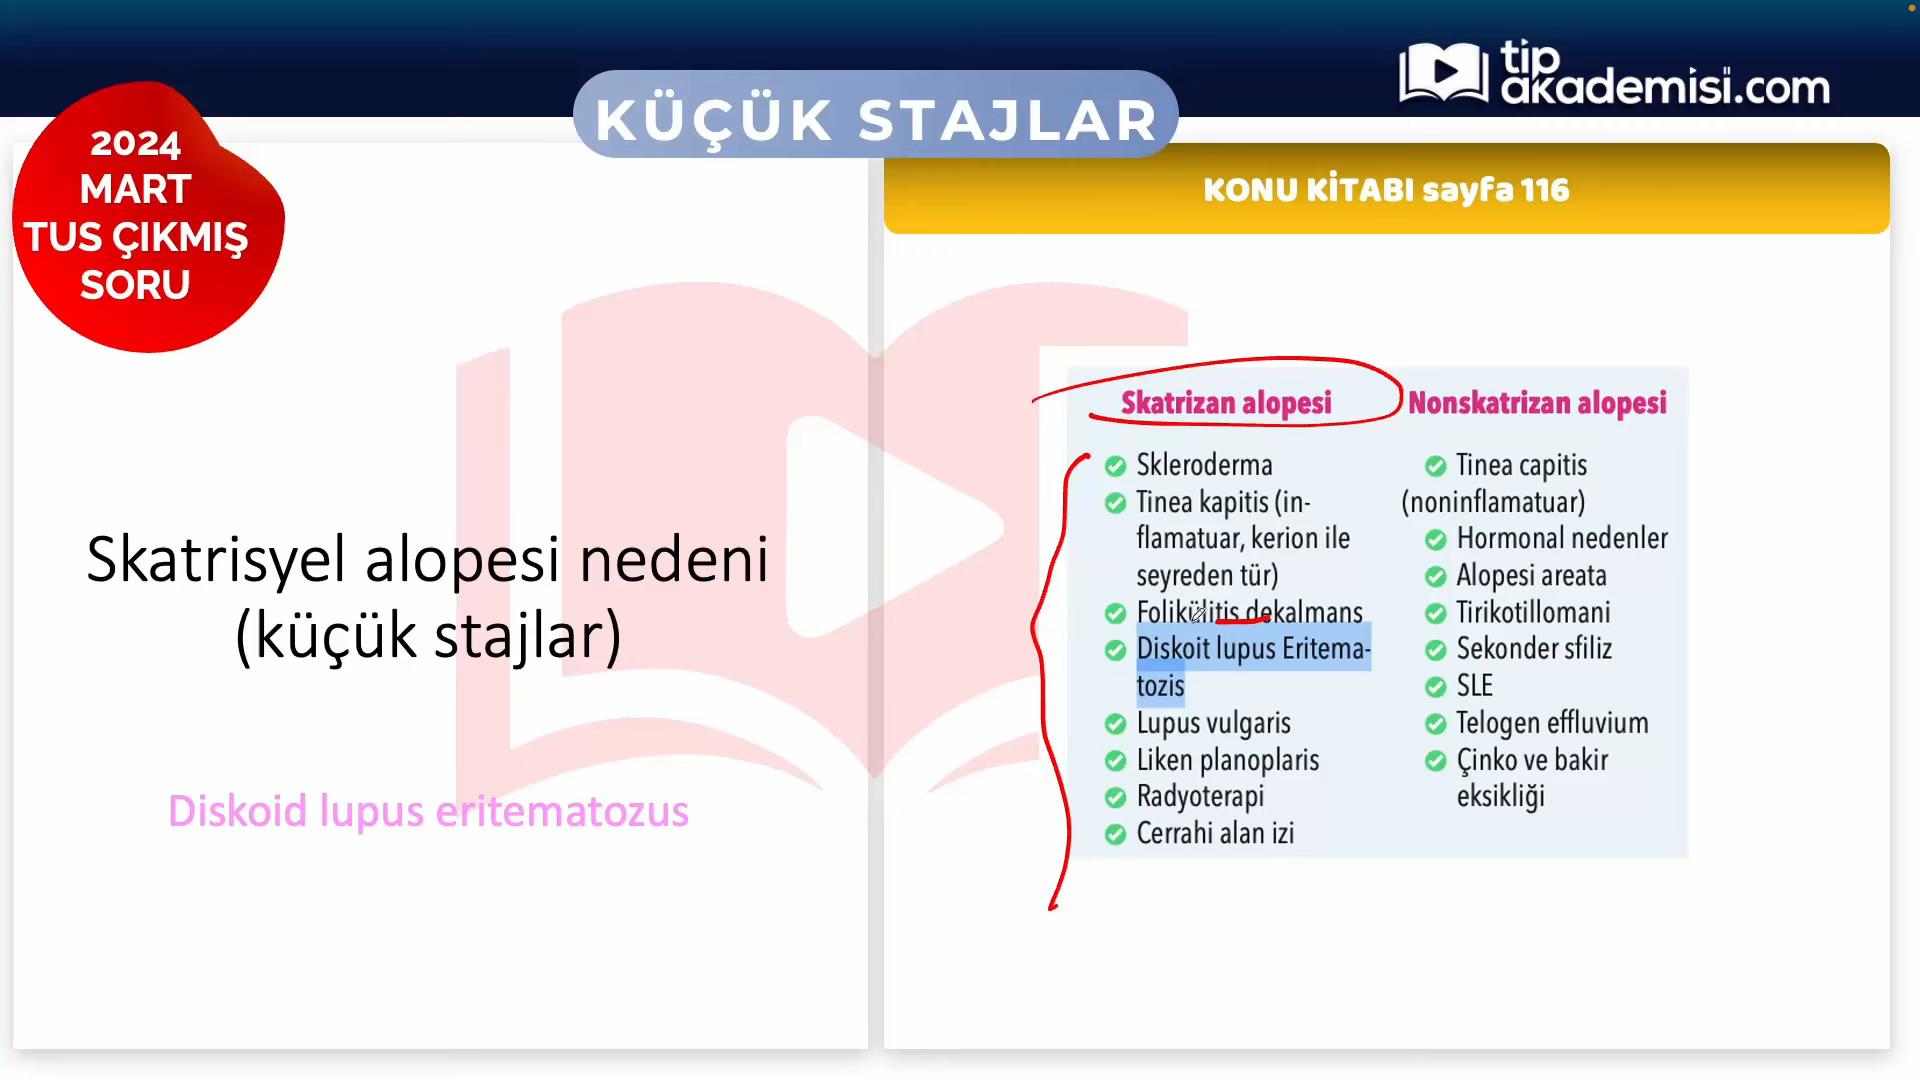 tip
akademisi.com
KÜÇÜK STAJLAR
2024
MART
TUS ÇIKMIŞ
SORU
KONU KİTABI sayfa 116
Skatrisyel alopesi nedeni
(küçük stajlar)
Diskoid lupus eritematozus
Skatrizan alopesi
Skleroderma
Tinea kapitis (in-
flamatuar, kerion ile
seyreden tür)
Folikülitis dekalmans
Diskoit lupus Eritema-
tozis
Lupus vulgaris
Liken planoplaris
Radyoterapi
Cerrahi alan izi
Nonskatrizan alopesi
Tinea capitis
(noninflamatuar)
Hormonal nedenler
Alopesi areata
Tirikotillomani
Sekonder sfiliz
SLE
Telogen effluvium
Çinko ve bakir
eksikliği